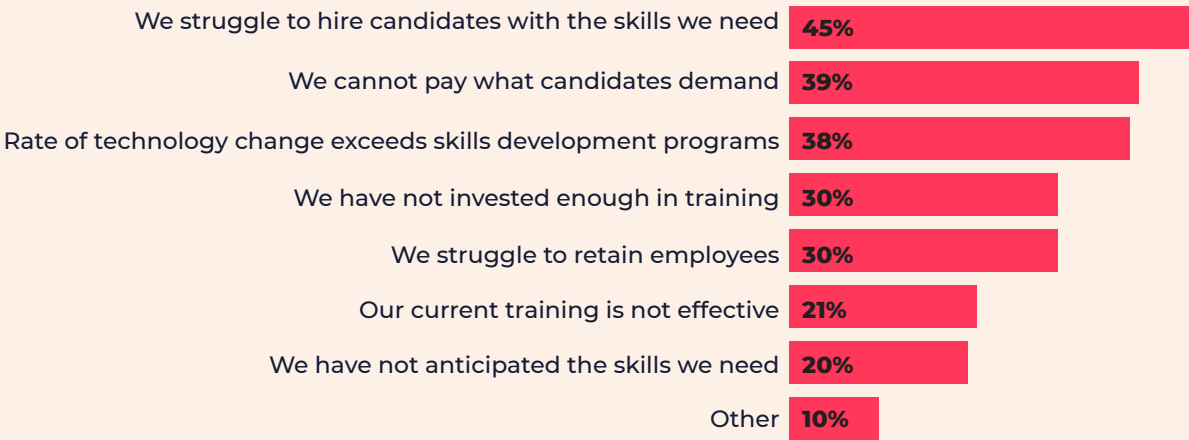 We struggle to hire candidates with the skills we need 45%
We cannot pay what candidates demand 39%
Rate of technology change exceeds skills development programs 38%
We have not invested enough in training 30%
We struggle to retain employees 30%
Our current training is not effective 21%
We have not anticipated the skills we need 20%
Other 10%